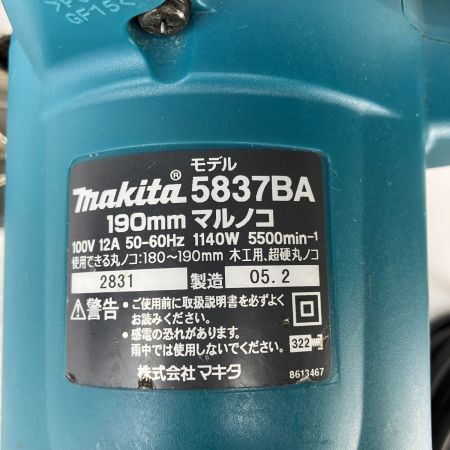 GF15
モデル
makita® 5837BA
190mm マルノコ
100V 12A 50-60Hz 1140W 5500min-1
使用できる丸ノコ:180~190mm 木工用、超硬丸ノコ
2831 製造 05.2
⚠警告 ・ご使用前に取扱説明書を必ずよく
お読みください。
・感電の恐れがあります。
雨中では使用しないでください。
322
株式会社 マキタ
8613467